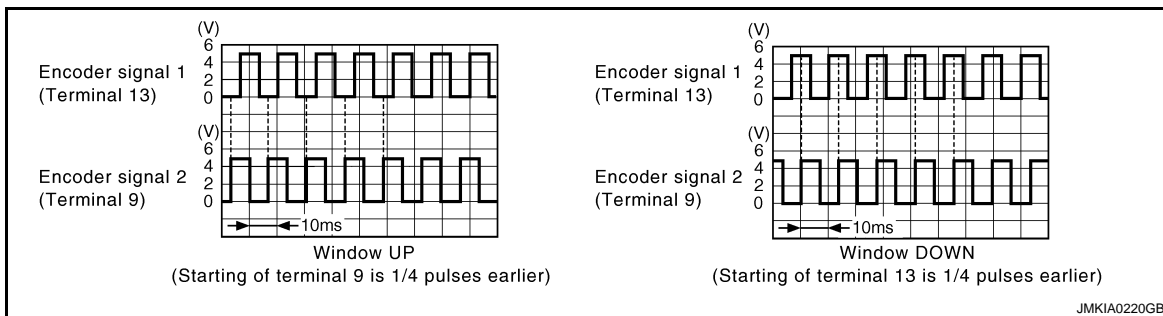 (V)
6
4
2
0
Encoder signal 1
(Terminal 13)
(V)
6
4
2
0
Encoder signal 2
(Terminal 9)
10ms
Window UP
(Starting of terminal 9 is 1/4 pulses earlier)
(V)
6
4
2
0
Encoder signal 1
(Terminal 13)
(V)
6
4
2
0
Encoder signal 2
(Terminal 9)
10ms
Window DOWN
(Starting of terminal 13 is 1/4 pulses earlier)
JMKIA0220GB